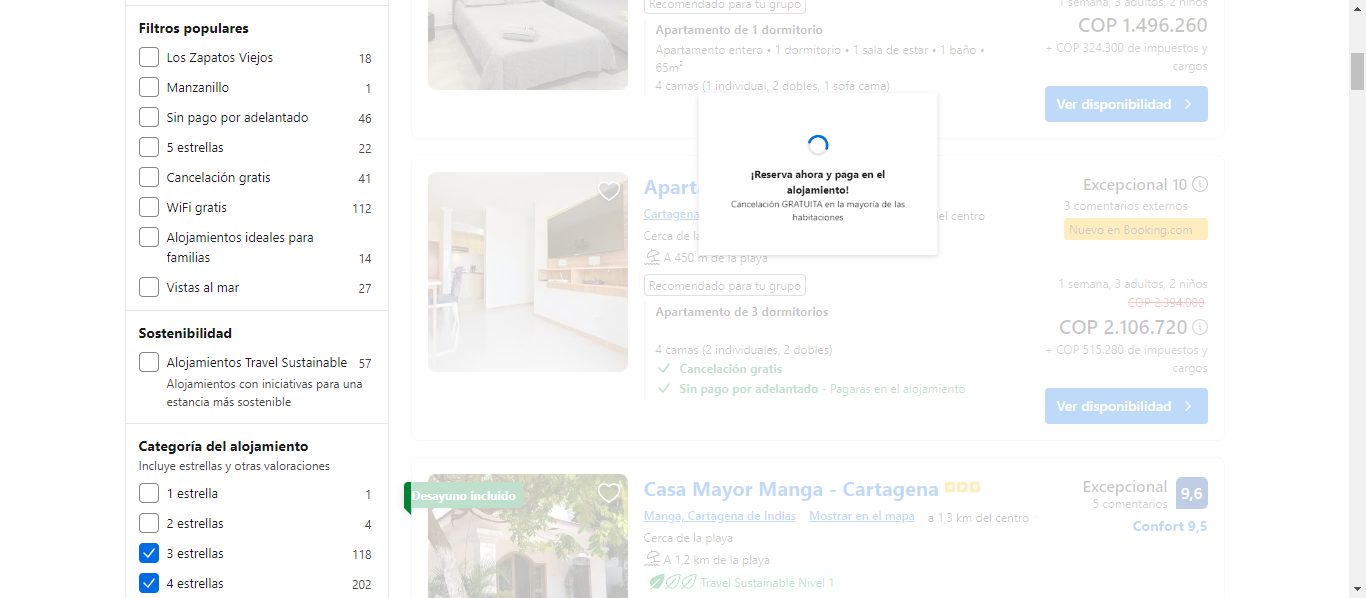 Filtros populares
Los Zapatos Viejos 18
Manzanillo 1
Sin pago por adelantado 46
5 estrellas 22
Cancelación gratis 41
WiFi gratis 112
Alojamientos ideales para
familias 14
Vistas al mar 27
Sostenibilidad
Alojamientos Travel Sustainable 57
Alojamientos con iniciativas para una
estancia más sostenible
Categoría del alojamiento
Incluye estrellas y otras valoraciones
1 estrella 1
2 estrellas 4
3 estrellas 118
4 estrellas 202
Recomendado para tu grupo
Apartamento de 1 dormitorio
Apartamento entero • 1 dormitorio • 1 sala de estar • 1 baño •
65m²
4 camas (1 individual, 2 dobles, 1 sofá cama)
1 semana, 3 adultos, 2 niños
COP 1.496.260
+ COP 324.300 de impuestos y
cargos
Ver disponibilidad
¡Reserva ahora y paga en el
alojamiento!
Cancelación GRATUITA en la mayoría de las
habitaciones
Cartagena
del centro
Cerca de la
A 450 m de la playa
Recomendado para tu grupo
Apartamento de 3 dormitorios
4 camas (2 individuales, 2 dobles)
Cancelación gratis
Sin pago por adelantado - Pagarás en el alojamiento
Excepcional 10
3 comentarios externos
Nuevo en Booking.com
1 semana, 3 adultos, 2 niños
COP 2.394.000
COP 2.106.720
+ COP 515.280 de impuestos y
cargos
Ver disponibilidad
Desayuno incluido
Casa Mayor Manga - Cartagena
Manga, Cartagena de Indias Mostrar en el mapa a 1,3 km del centro
Cerca de la playa
A 1,2 km de la playa
Travel Sustainable Nivel 1
Excepcional 9,6
5 comentarios
Confort 9,5